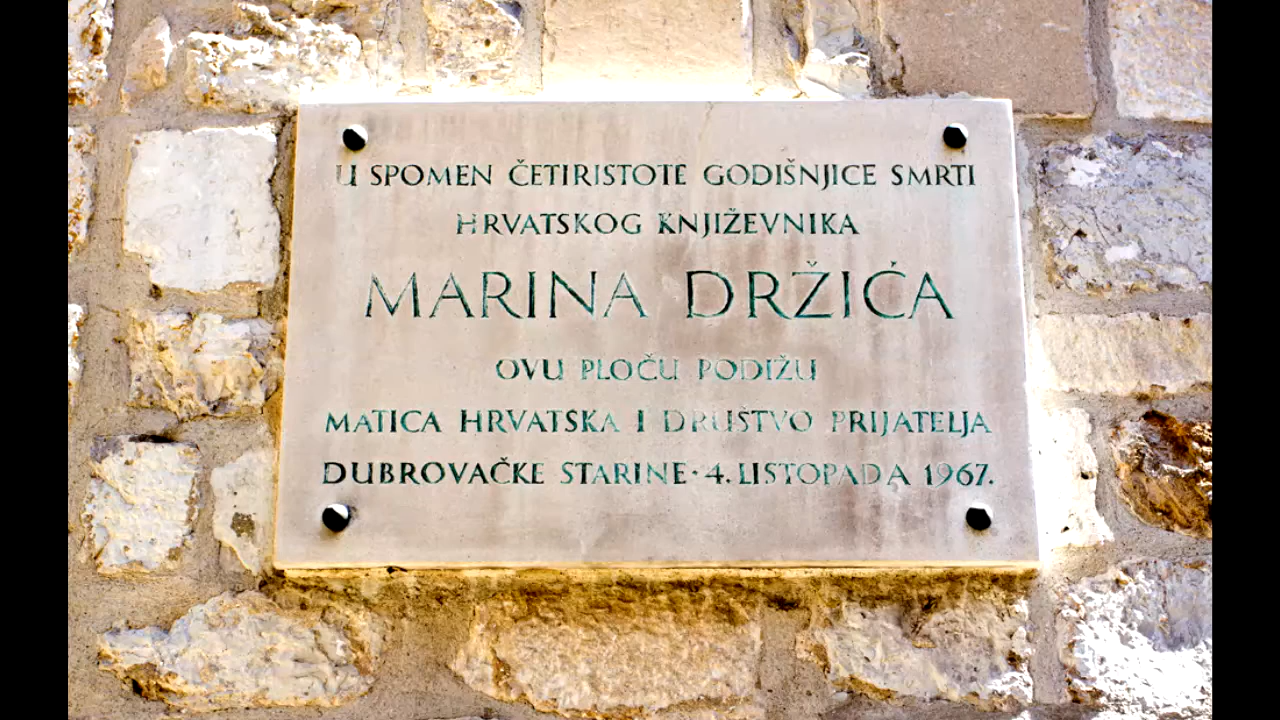 U SPOMEN ČETIRISTOTE GODIŠNJICE SMRTI
HRVATSKOG KNJIŽEVNIKA
MARINA DRŽIĆA
OVU PLOČU PODIŽU
MATICA HRVATSKA I DRUŠTVO PRIJATELJA
DUBROVAČKE STARINE · 4. LISTOPADA 1967.